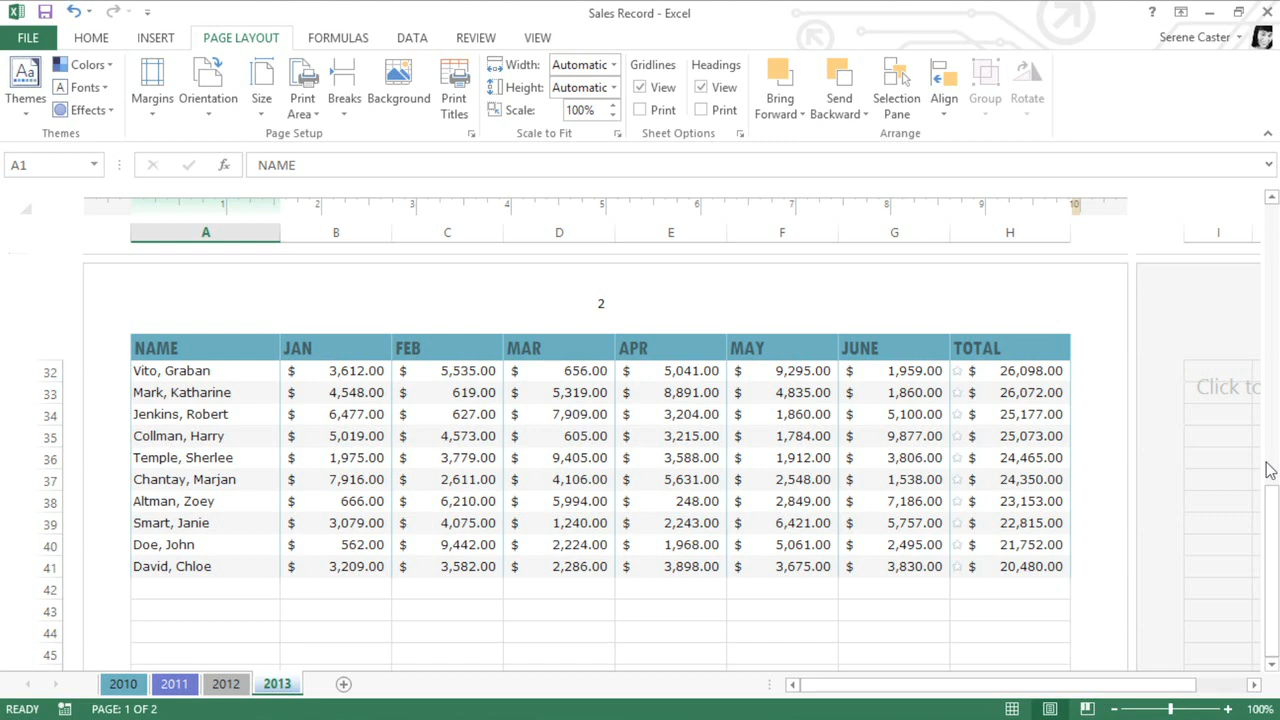 Sales Record - Excel
?
FILE HOME INSERT PAGE LAYOUT FORMULAS DATA REVIEW VIEW Serene Caster
Aa Colors Width: Automatic Gridlines Headings
Fonts Height: Automatic View View
Themes Effects Margins Orientation Size Print Area Breaks Background Print Titles Scale: 100% Print Print Bring Forward Send Backward Selection Pane Align Group Rotate
Themes Page Setup Scale to Fit Sheet Options Arrange
A1 fx NAME
1 2 3 4 5 6 7 8 9 10
A B C D E F G H I
2
NAME JAN FEB MAR APR MAY JUNE TOTAL
32 Vito, Graban $ 3,612.00 $ 5,535.00 $ 656.00 $ 5,041.00 $ 9,295.00 $ 1,959.00 $ 26,098.00
33 Mark, Katharine $ 4,548.00 $ 619.00 $ 5,319.00 $ 8,891.00 $ 4,835.00 $ 1,860.00 $ 26,072.00 Click to
34 Jenkins, Robert $ 6,477.00 $ 627.00 $ 7,909.00 $ 3,204.00 $ 1,860.00 $ 5,100.00 $ 25,177.00
35 Collman, Harry $ 5,019.00 $ 4,573.00 $ 605.00 $ 3,215.00 $ 1,784.00 $ 9,877.00 $ 25,073.00
36 Temple, Sherlee $ 1,975.00 $ 3,779.00 $ 9,405.00 $ 3,588.00 $ 1,912.00 $ 3,806.00 $ 24,465.00
37 Chantay, Marjan $ 7,916.00 $ 2,611.00 $ 4,106.00 $ 5,631.00 $ 2,548.00 $ 1,538.00 $ 24,350.00
38 Altman, Zoey $ 666.00 $ 6,210.00 $ 5,994.00 $ 248.00 $ 2,849.00 $ 7,186.00 $ 23,153.00
39 Smart, Janie $ 3,079.00 $ 4,075.00 $ 1,240.00 $ 2,243.00 $ 6,421.00 $ 5,757.00 $ 22,815.00
40 Doe, John $ 562.00 $ 9,442.00 $ 2,224.00 $ 1,968.00 $ 5,061.00 $ 2,495.00 $ 21,752.00
41 David, Chloe $ 3,209.00 $ 3,582.00 $ 2,286.00 $ 3,898.00 $ 3,675.00 $ 3,830.00 $ 20,480.00
42
43
44
45
2010 2011 2012 2013
READY PAGE: 1 OF 2 100%